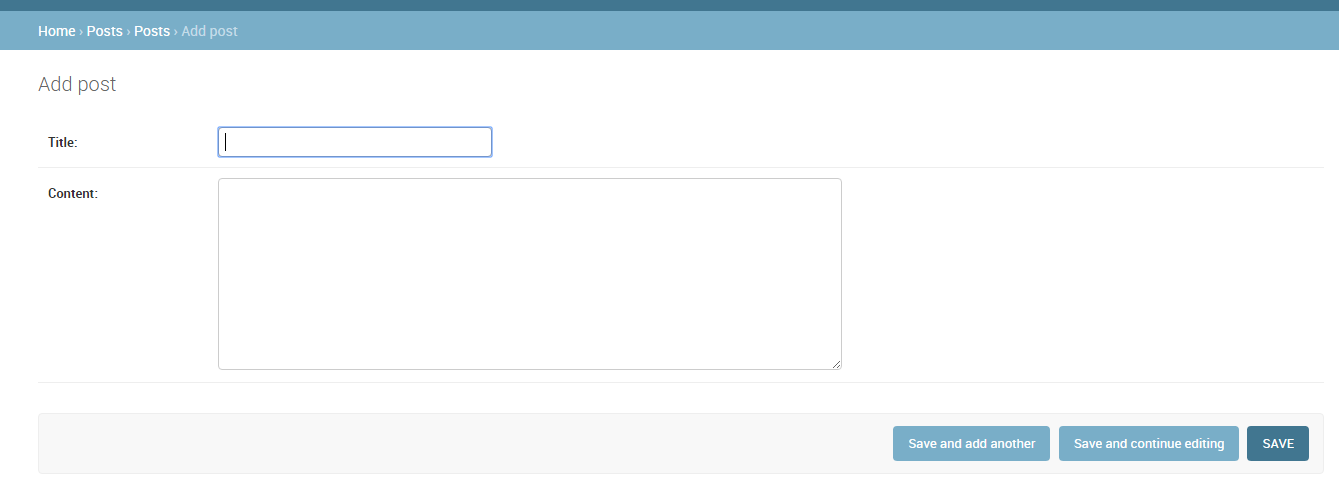 Home › Posts › Posts › Add post
Add post
Title:
Content:
Save and add another Save and continue editing SAVE